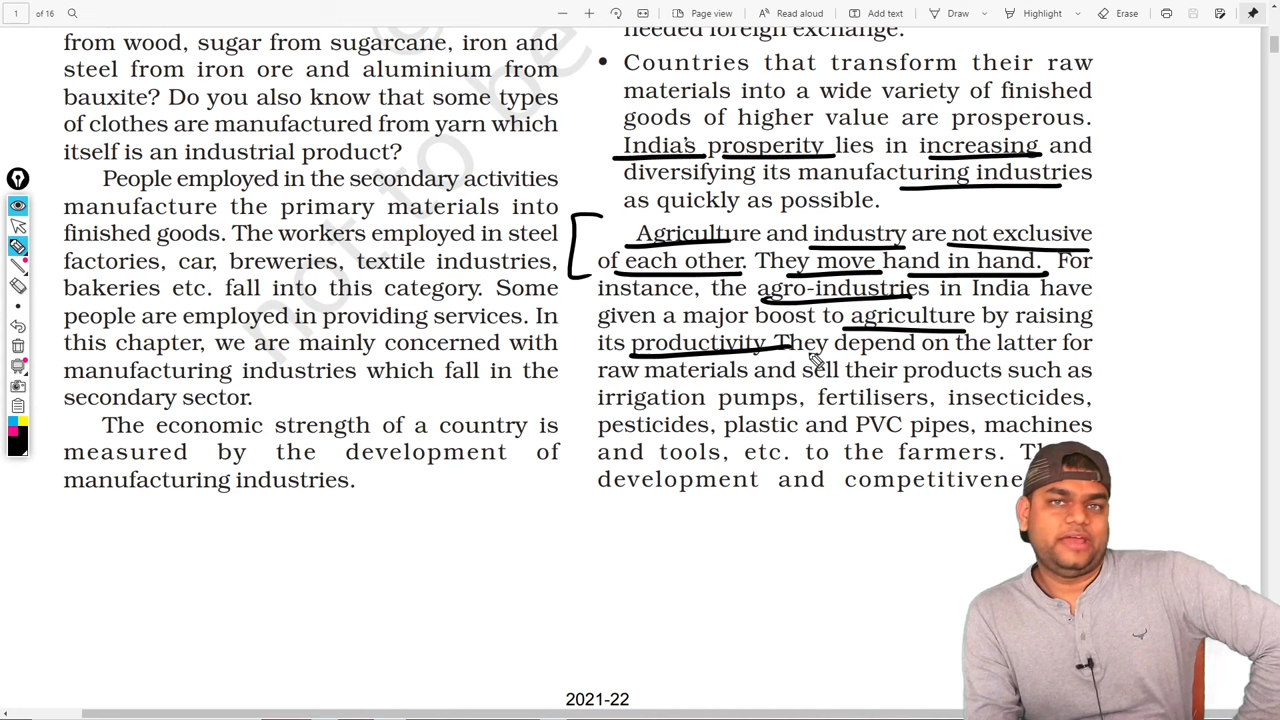 1 of 16 Page view Read aloud Add text Draw Highlight Erase
from wood, sugar from sugarcane, iron and
steel from iron ore and aluminium from
bauxite? Do you also know that some types
of clothes are manufactured from yarn which
itself is an industrial product?
People employed in the secondary activities
manufacture the primary materials into
finished goods. The workers employed in steel
factories, car, breweries, textile industries,
bakeries etc. fall into this category. Some
people are employed in providing services. In
this chapter, we are mainly concerned with
manufacturing industries which fall in the
secondary sector.
The economic strength of a country is
measured by the development of
manufacturing industries.
needed foreign exchange.
• Countries that transform their raw
materials into a wide variety of finished
goods of higher value are prosperous.
India's prosperity lies in increasing and
diversifying its manufacturing industries
as quickly as possible.
Agriculture and industry are not exclusive
of each other. They move hand in hand. For
instance, the agro-industries in India have
given a major boost to agriculture by raising
its productivity They depend on the latter for
raw materials and sell their products such as
irrigation pumps, fertilisers, insecticides,
pesticides, plastic and PVC pipes, machines
and tools, etc. to the farmers.
development and
not to be
2021-22